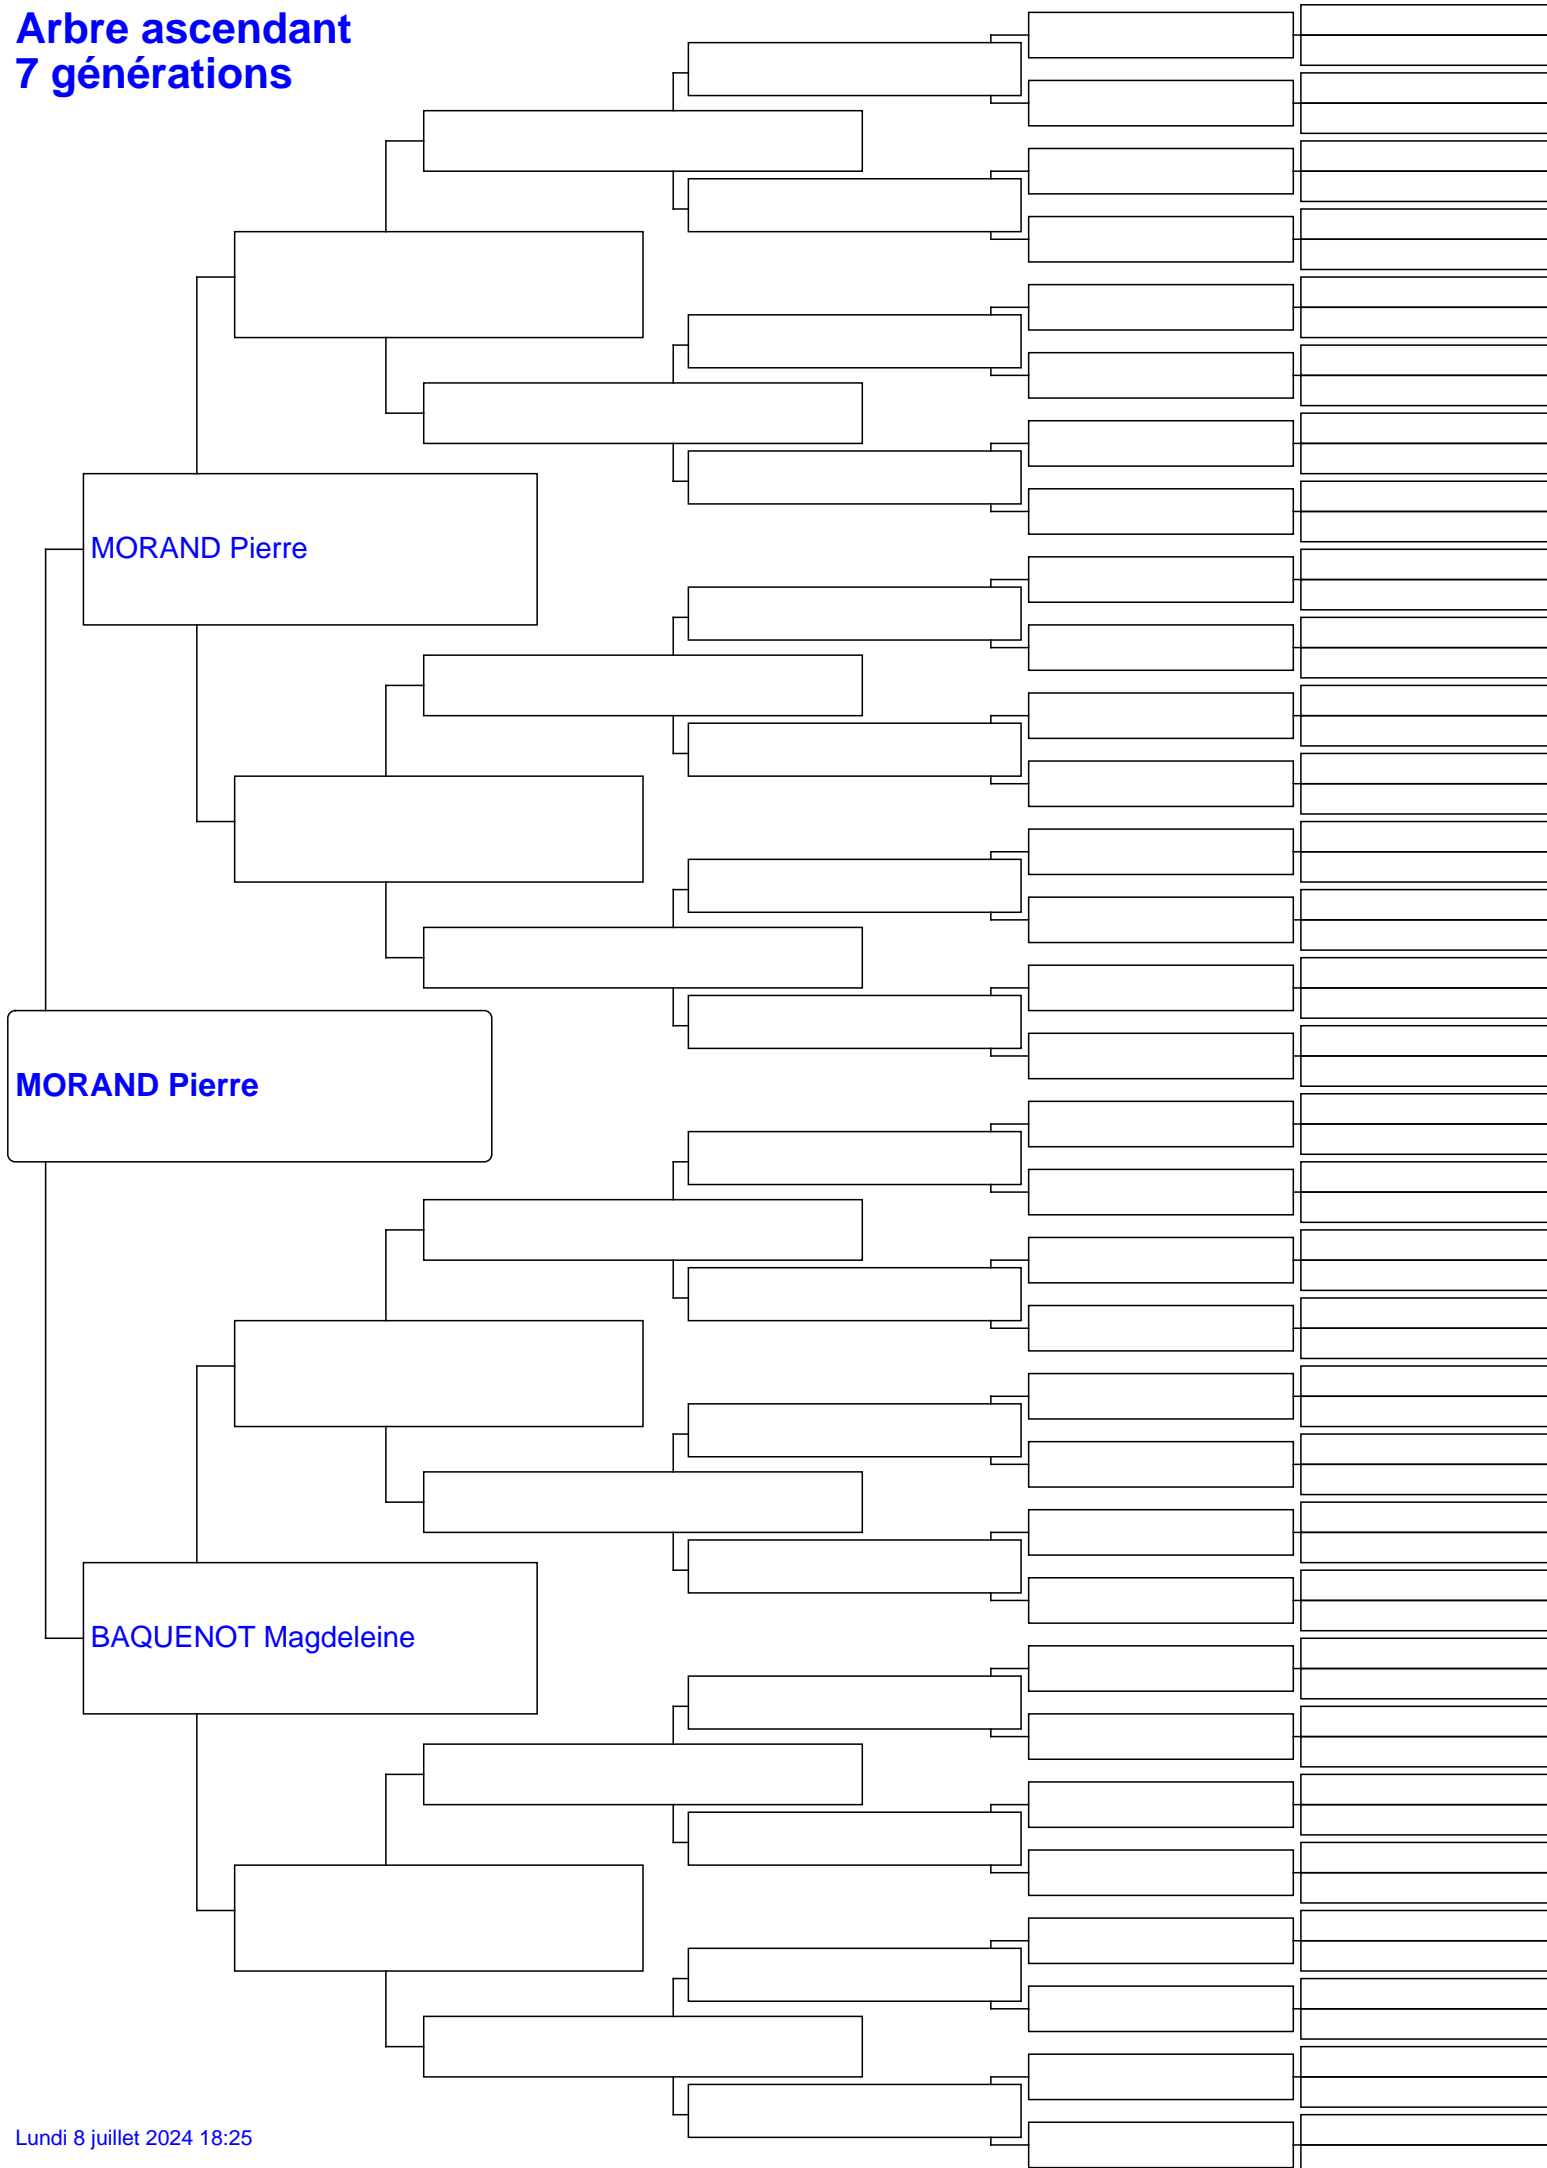 Arbre ascendant
7 générations
MORAND Pierre
MORAND Pierre
BAQUENOT Magdeleine
Lundi 8 juillet 2024 18:25